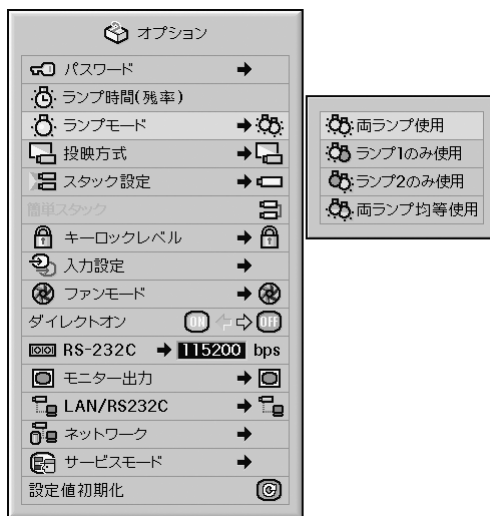 オプション
パスワード
ランプ時間(残率)
ランプモード
投映方式
スタック設定
簡単スタック
キーロックレベル
入力設定
ファンモード
ダイレクトオン ON OFF
RS-232C 115200 bps
モニター出力
LAN/RS232C
ネットワーク
サービスモード
設定値初期化
両ランプ使用
ランプ1のみ使用
ランプ2のみ使用
両ランプ均等使用